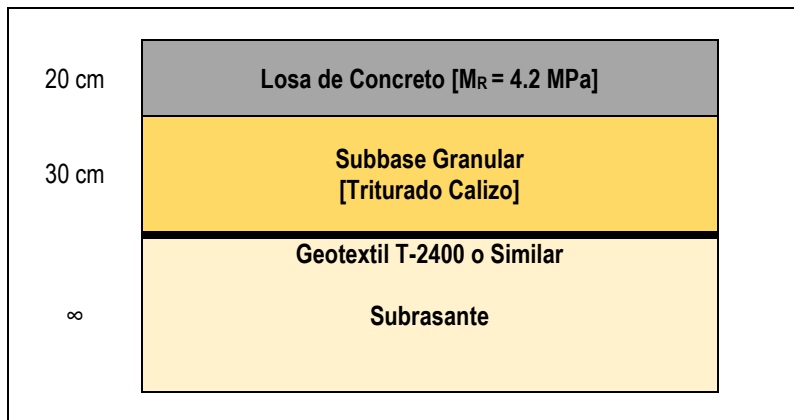 20 cm
Losa de Concreto [MR = 4.2 MPa]
30 cm
Subbase Granular
[Triturado Calizo]
Geotextil T-2400 o Similar
∞
Subrasante